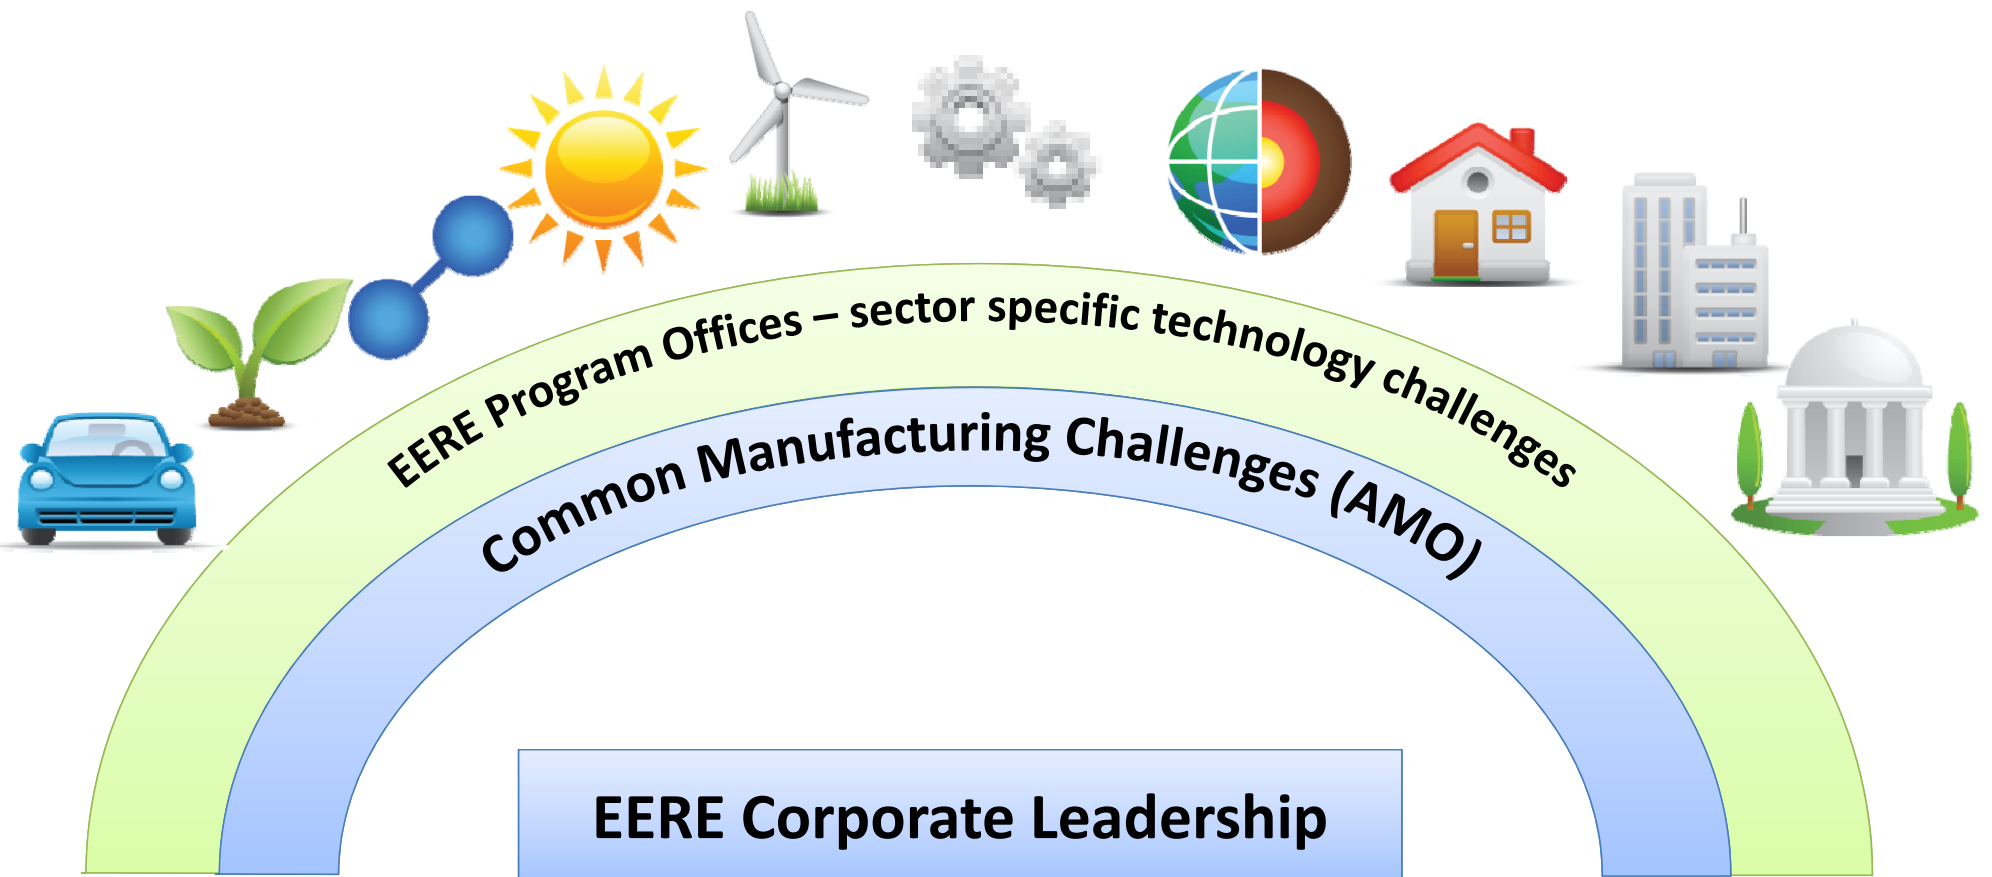 EERE Program Offices – sector specific technology challenges
Common Manufacturing Challenges (AMO)
EERE Corporate Leadership